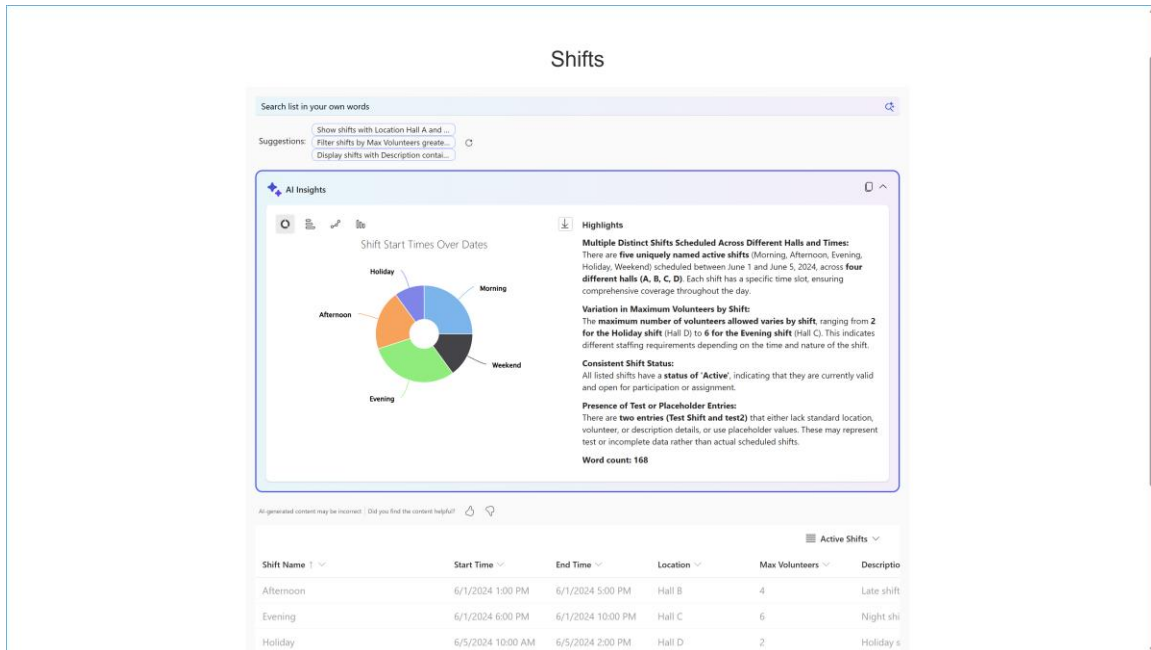 Shifts
Search list in your own words
Suggestions:
Show shifts with Location Hall A and ...
Filter shifts by Max Volunteers greate...
Display shifts with Description contai...
AI Insights
Shift Start Times Over Dates
Holiday
Morning
Afternoon
Weekend
Evening
Highlights
Multiple Distinct Shifts Scheduled Across Different Halls and Times:
There are five uniquely named active shifts (Morning, Afternoon, Evening,
Holiday, Weekend) scheduled between June 1 and June 5, 2024, across four
different halls (A, B, C, D). Each shift has a specific time slot, ensuring
comprehensive coverage throughout the day.
Variation in Maximum Volunteers by Shift:
The maximum number of volunteers allowed varies by shift, ranging from 2
for the Holiday shift (Hall D) to 6 for the Evening shift (Hall C). This indicates
different staffing requirements depending on the time and nature of the shift.
Consistent Shift Status:
All listed shifts have a status of 'Active', indicating that they are currently valid
and open for participation or assignment.
Presence of Test or Placeholder Entries:
There are two entries (Test Shift and test2) that either lack standard location,
volunteer, or description details, or use placeholder values. These may represent
test or incomplete data rather than actual scheduled shifts.
Word count: 168
AI-generated content may be incorrect | Did you find the content helpful?
Active Shifts
Shift Name ↑ Start Time End Time Location Max Volunteers Descriptio
Afternoon 6/1/2024 1:00 PM 6/1/2024 5:00 PM Hall B 4 Late shift
Evening 6/1/2024 6:00 PM 6/1/2024 10:00 PM Hall C 6 Night shi
Holiday 6/5/2024 10:00 AM 6/5/2024 2:00 PM Hall D 2 Holiday s